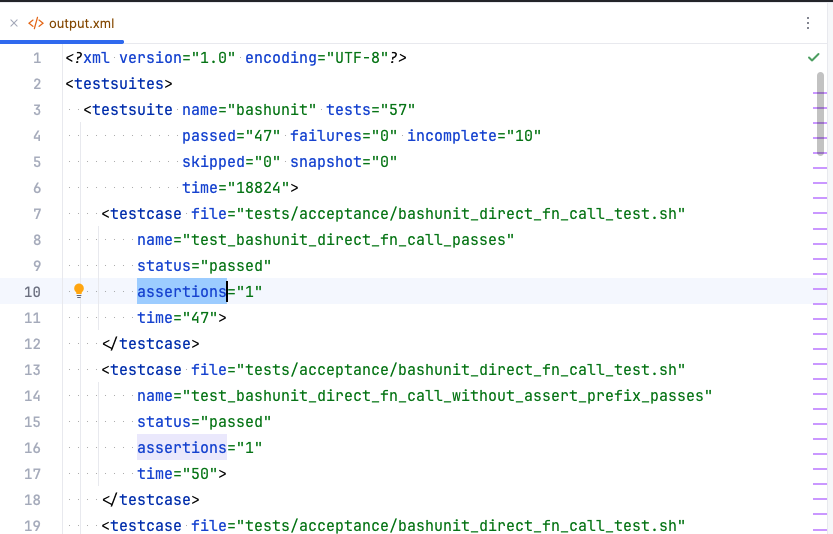 output.xml
1 <?xml version="1.0" encoding="UTF-8"?>
2 <testsuites>
3 <testsuite name="bashunit" tests="57"
4 passed="47" failures="0" incomplete="10"
5 skipped="0" snapshot="0"
6 time="18824">
7 <testcase file="tests/acceptance/bashunit_direct_fn_call_test.sh"
8 name="test_bashunit_direct_fn_call_passes"
9 status="passed"
10 assertions="1"
11 time="47">
12 </testcase>
13 <testcase file="tests/acceptance/bashunit_direct_fn_call_test.sh"
14 name="test_bashunit_direct_fn_call_without_assert_prefix_passes"
15 status="passed"
16 assertions="1"
17 time="50">
18 </testcase>
19 <testcase file="tests/acceptance/bashunit_direct_fn_call_test.sh"